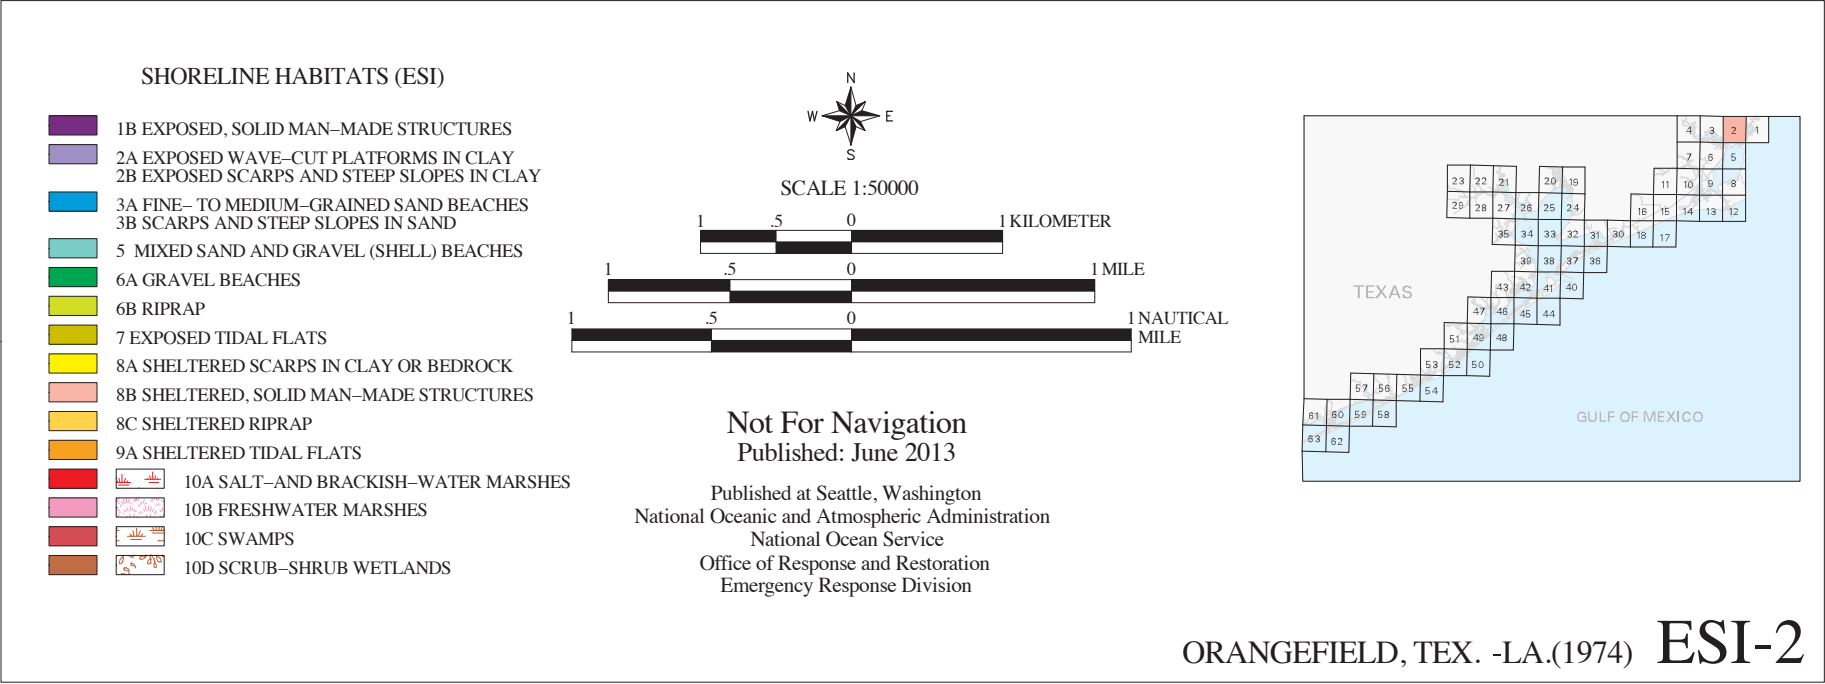 SHORELINE HABITATS (ESI)
1B EXPOSED, SOLID MAN–MADE STRUCTURES
2A EXPOSED WAVE–CUT PLATFORMS IN CLAY
2B EXPOSED SCARPS AND STEEP SLOPES IN CLAY
3A FINE– TO MEDIUM–GRAINED SAND BEACHES
3B SCARPS AND STEEP SLOPES IN SAND
5 MIXED SAND AND GRAVEL (SHELL) BEACHES
6A GRAVEL BEACHES
6B RIPRAP
7 EXPOSED TIDAL FLATS
8A SHELTERED SCARPS IN CLAY OR BEDROCK
8B SHELTERED, SOLID MAN–MADE STRUCTURES
8C SHELTERED RIPRAP
9A SHELTERED TIDAL FLATS
10A SALT–AND BRACKISH–WATER MARSHES
10B FRESHWATER MARSHES
10C SWAMPS
10D SCRUB–SHRUB WETLANDS
N
W E
S
SCALE 1:50000
1 .5 0 1 KILOMETER
1 .5 0 1 MILE
1 .5 0 1 NAUTICAL
MILE
Not For Navigation
Published: June 2013
Published at Seattle, Washington
National Oceanic and Atmospheric Administration
National Ocean Service
Office of Response and Restoration
Emergency Response Division
4 3 2 1
7 6 5
23 22 21 20 19 11 10 9 8
29 28 27 26 25 24 16 15 14 13 12
35 34 33 32 31 30 18 17
39 38 37 36
43 42 41 40
47 46 45 44
51 49 48
53 52 50
57 56 55 54
61 60 59 58
63 62
TEXAS
GULF OF MEXICO
ORANGEFIELD, TEX. -LA.(1974) ESI-2